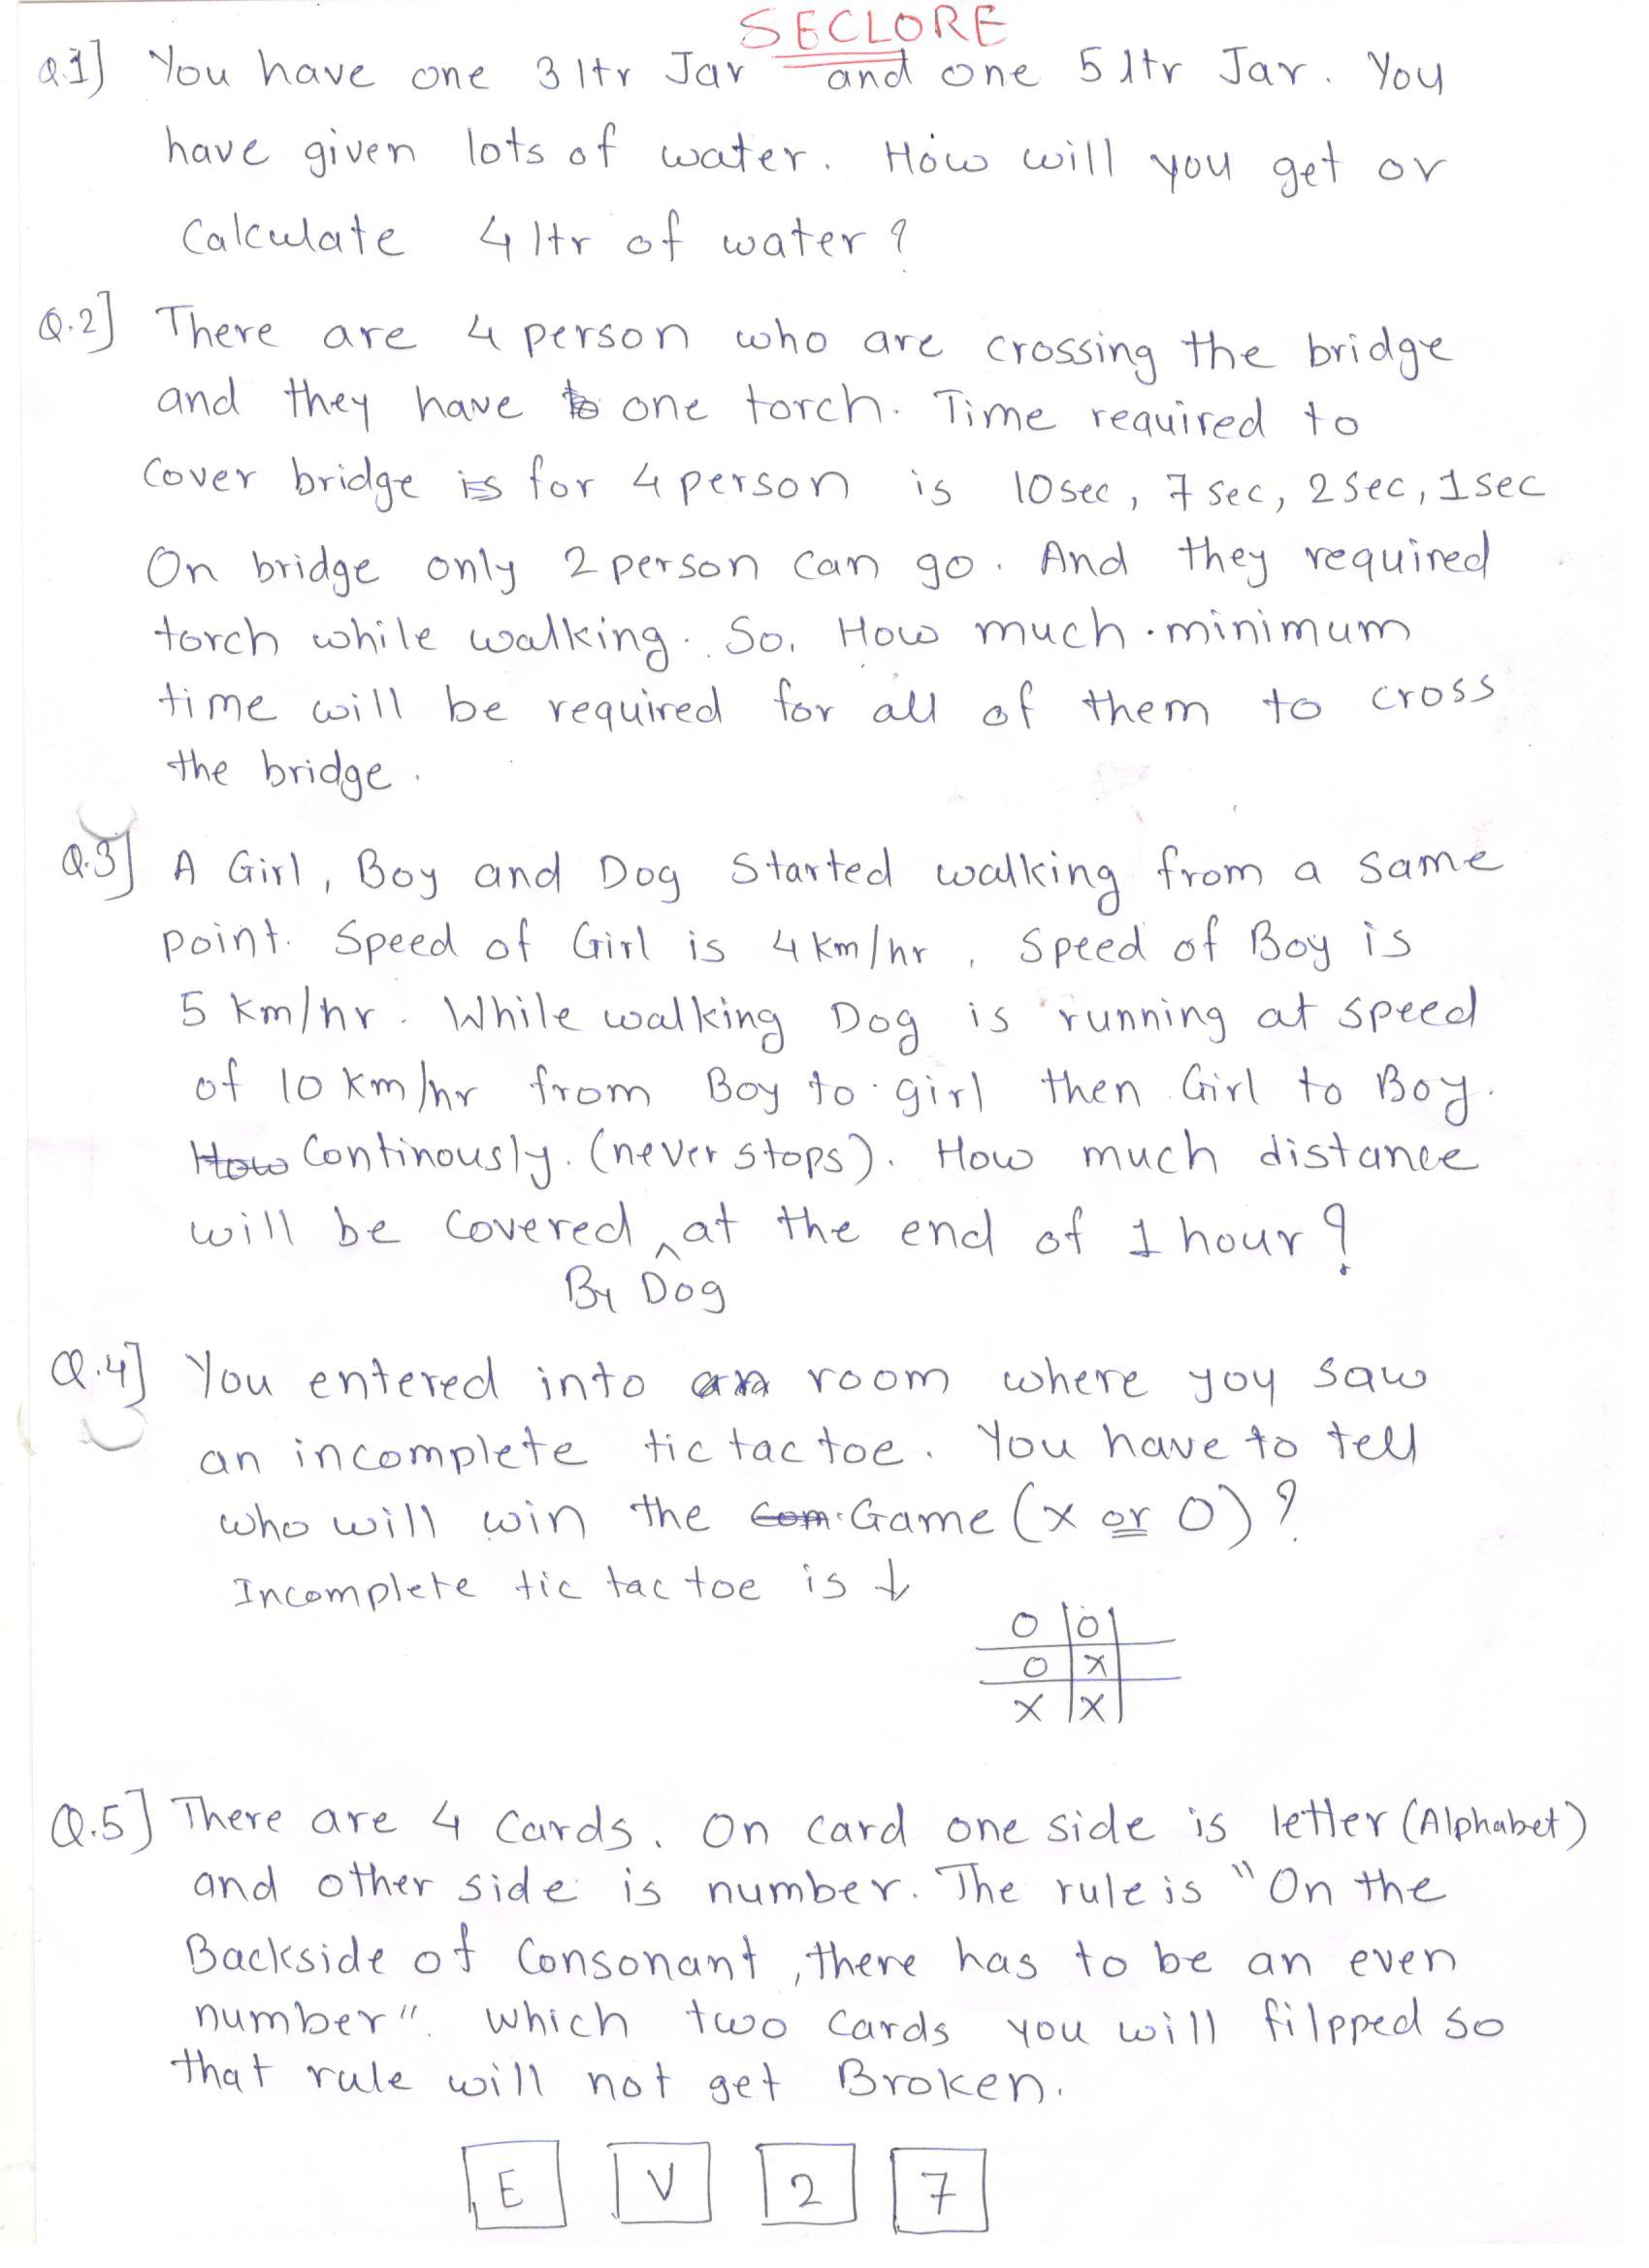 SECLORE
Q.1] You have one 3 ltr Jar and one 5 ltr Jar. You
have given lots of water. How will you get or
Calculate 4 ltr of water?
Q.2] There are 4 person who are crossing the bridge
and they have one torch. Time required to
Cover bridge for 4 person is 10sec, 7 sec, 2 sec, 1 sec
On bridge only 2 person can go. And they required
torch while walking. So, How much minimum
time will be required for all of them to cross
the bridge.
Q.3] A Girl, Boy and Dog Started walking from a same
point. Speed of Girl is 4 km/hr, Speed of Boy is
5 km/hr. While walking Dog is running at speed
of 10 km/hr from Boy to girl then Girl to Boy.
How Continously. (never stops). How much distance
will be covered at the end of 1 hour?
By Dog
Q.4] You entered into room where yoy saw
an incomplete tic tac toe. You have to tell
who will win the Com Game (x or O)?
Incomplete tic tac toe is ↓
O O
O X
X X
Q.5] There are 4 Cards. On card one side is letter (Alphabet)
and other side is number. The rule is "On the
Backside of Consonant, there has to be an even
number". Which two Cards you will filpped so
that rule will not get Broken.
E V 2 7